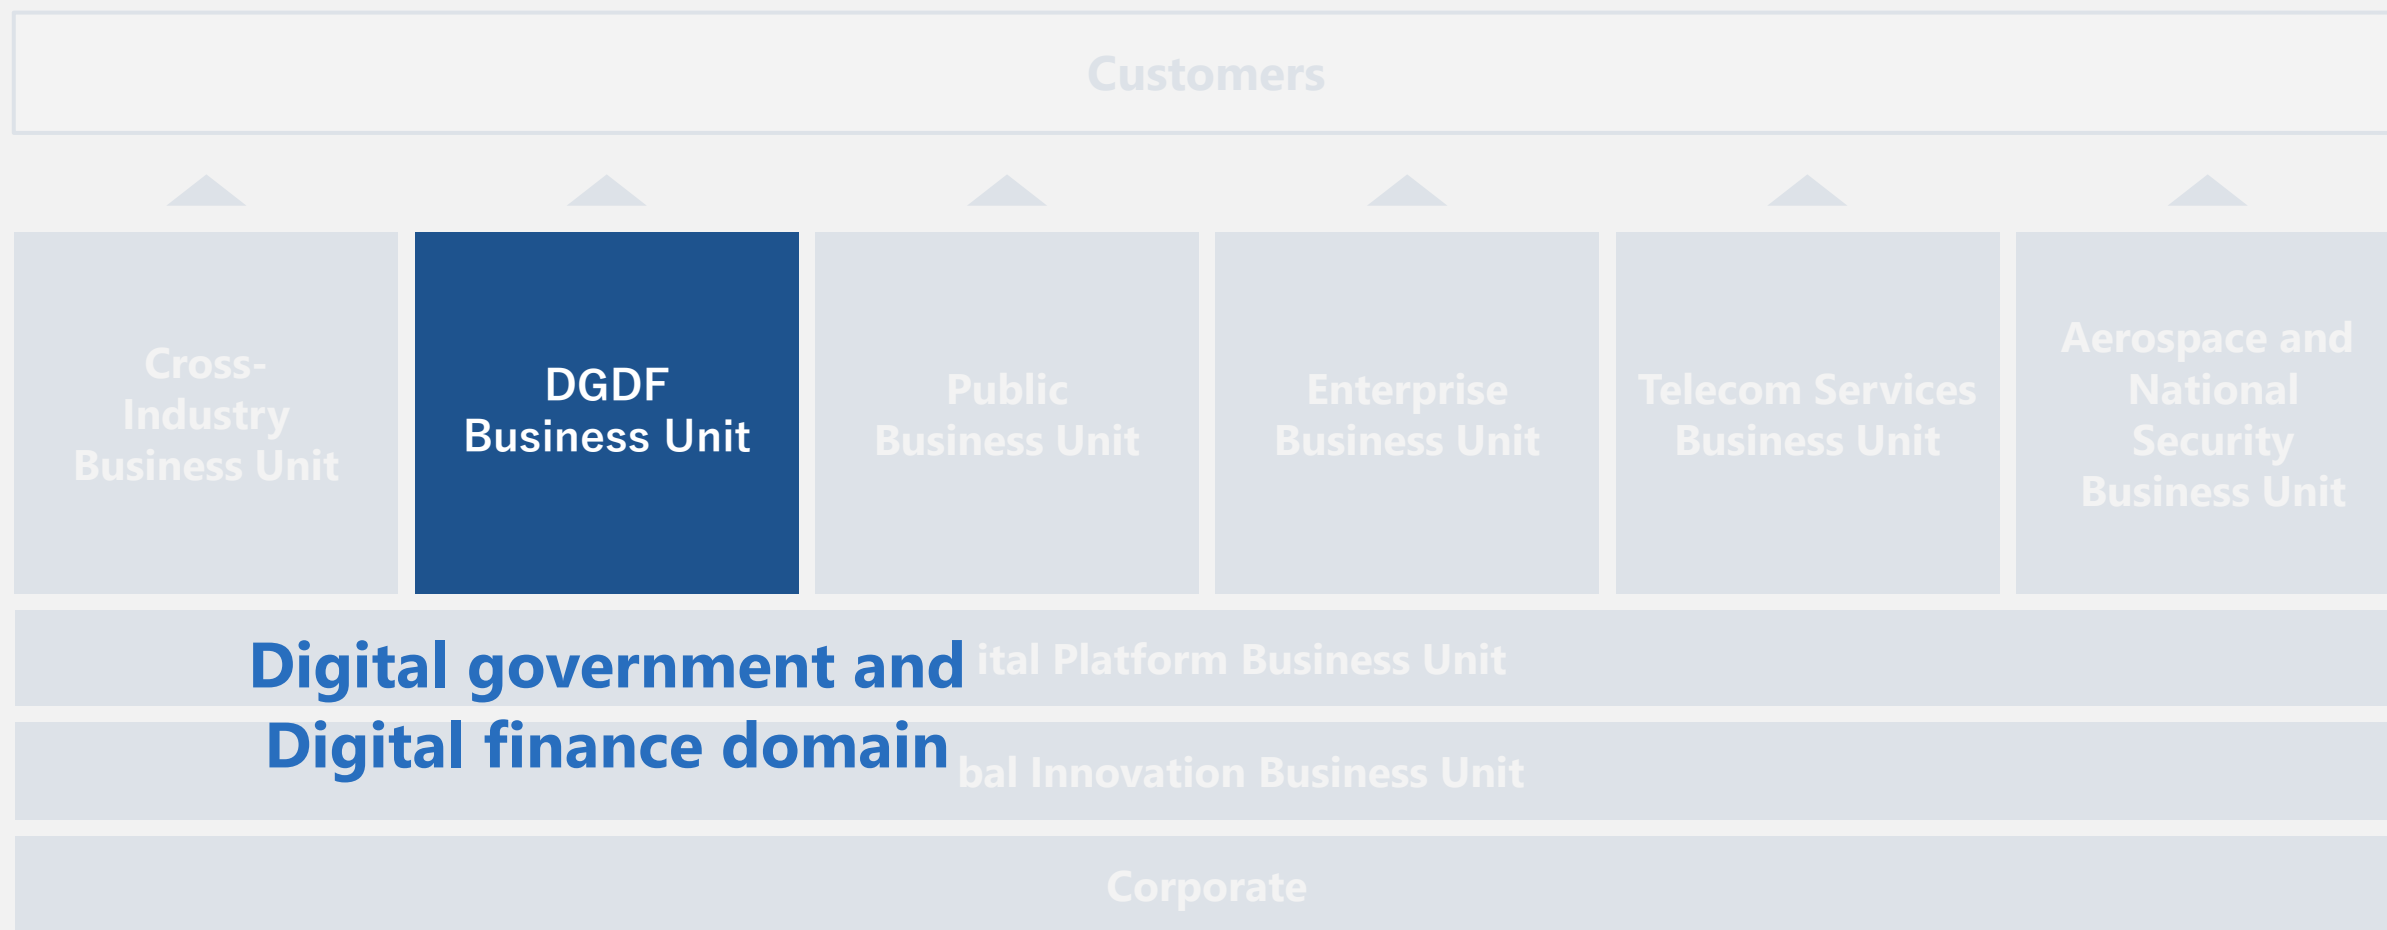 Customers
Cross-
Industry
Business Unit
DGDF
Business Unit
Public
Business Unit
Enterprise
Business Unit
Telecom Services
Business Unit
Aerospace and
National
Security
Business Unit
Digital government and
Digital finance domain
ital Platform Business Unit
bal Innovation Business Unit
Corporate